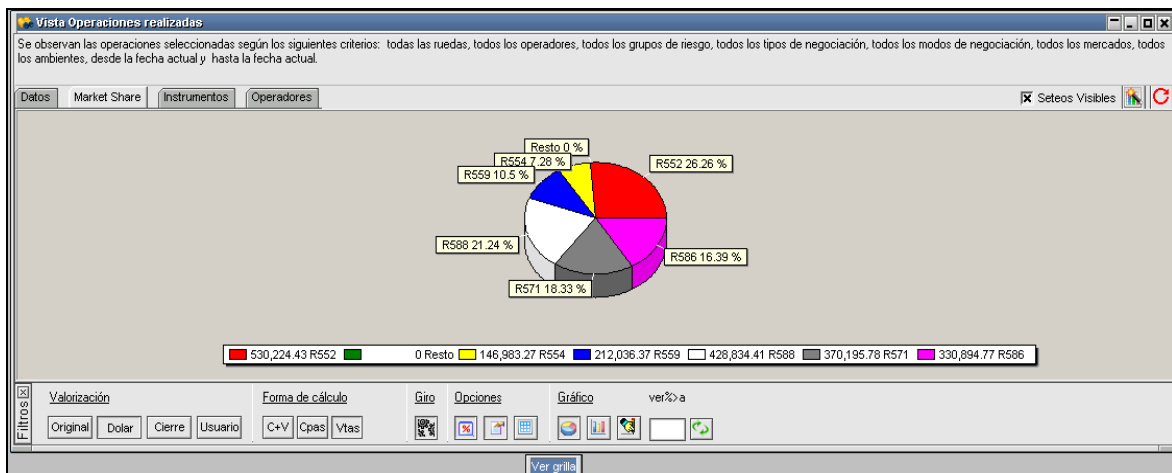 Vista Operaciones realizadas
Se observan las operaciones seleccionadas según los siguientes criterios: todas las ruedas, todos los operadores, todos los grupos de riesgo, todos los tipos de negociación, todos los modos de negociación, todos los mercados, todos
los ambientes, desde la fecha actual y hasta la fecha actual.
Datos Market Share Instrumentos Operadores Seteos Visibles
Resto 0 %
R554 7.28 %
R552 26.26 %
R559 10.5 %
R588 21.24 %
R586 16.39 %
R571 18.33 %
530,224.43 R552 0 Resto 146,983.27 R554 212,036.37 R559 428,834.41 R588 370,195.78 R571 330,894.77 R586
Filtros
Valorización Forma de cálculo Giro Opciones Gráfico ver%>a
Original Dolar Cierre Usuario C+V Cpas Vtas
Ver grilla